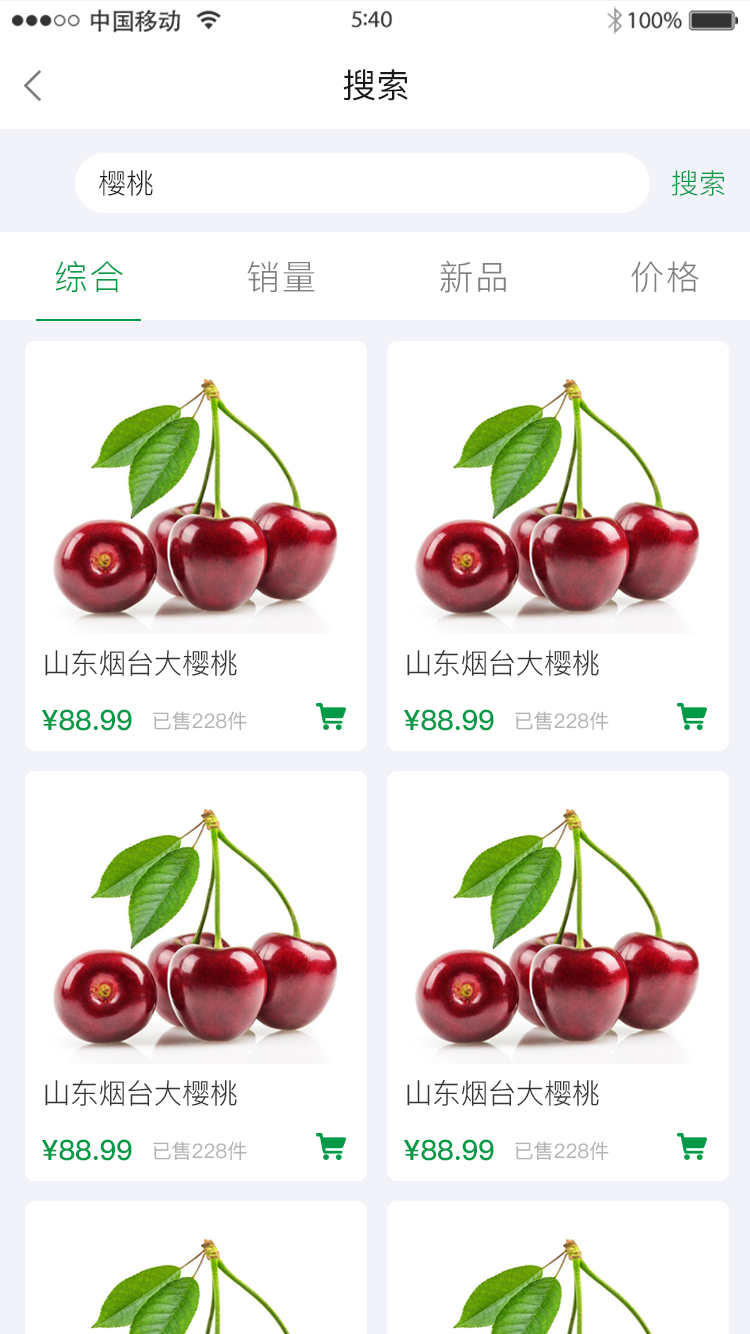 中国移动 5:40 100%
搜索
樱桃 搜索
综合 销量 新品 价格
山东烟台大樱桃 山东烟台大樱桃
¥88.99 已售228件 ¥88.99 已售228件
山东烟台大樱桃 山东烟台大樱桃
¥88.99 已售228件 ¥88.99 已售228件